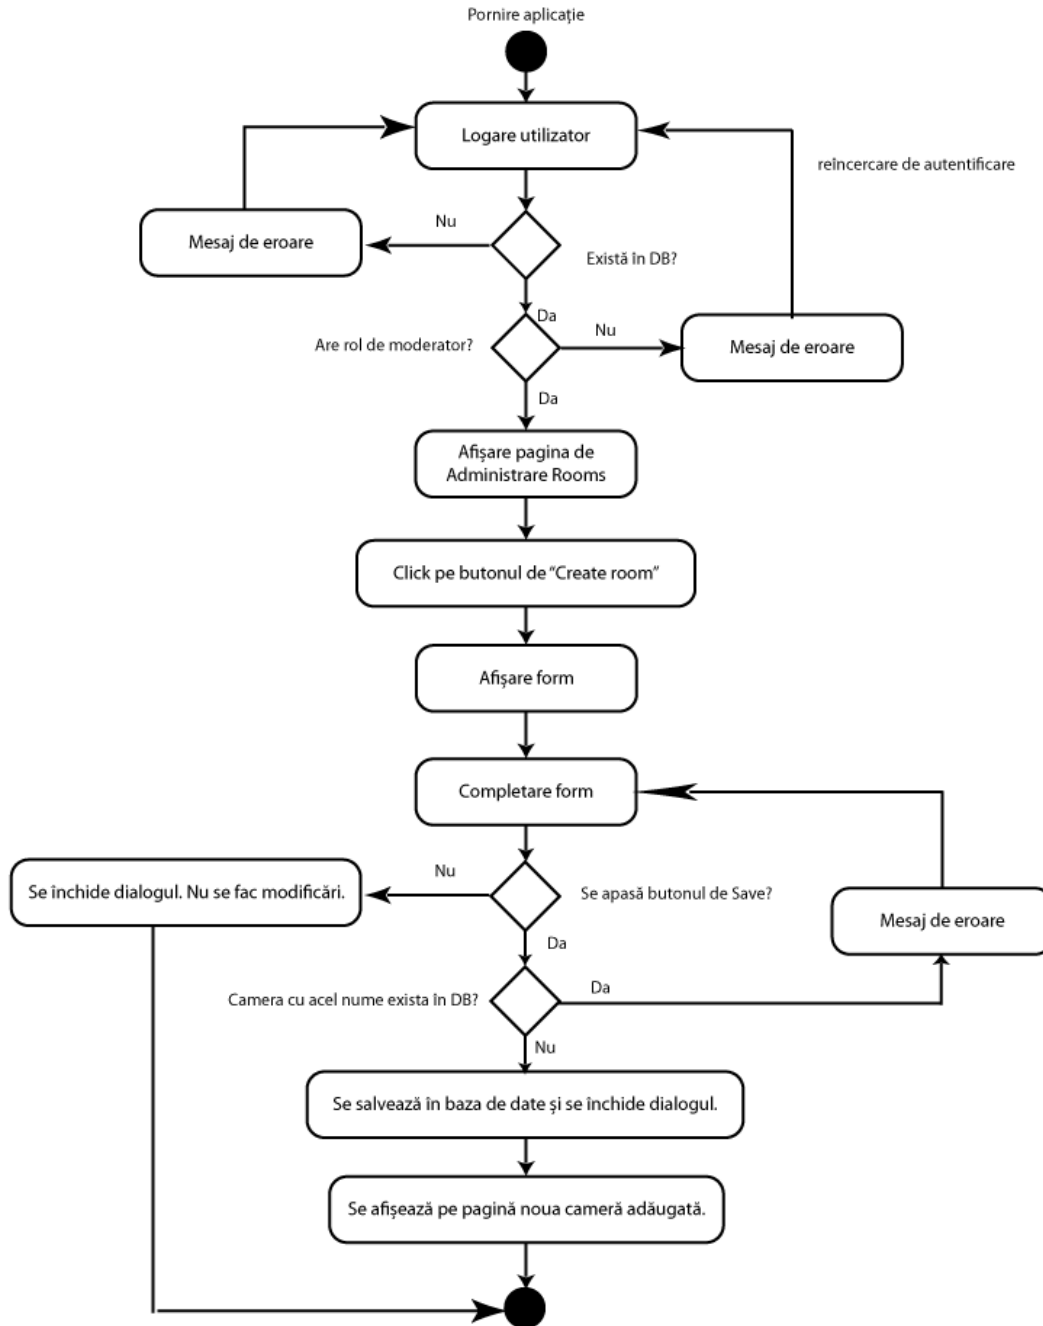 Pornire aplicație
Logare utilizator
reîncercare de autentificare
Nu
Mesaj de eroare
Există în DB?
Da
Nu
Are rol de moderator?
Mesaj de eroare
Da
Afișare pagina de
Administrare Rooms
Click pe butonul de “Create room”
Afișare form
Completare form
Nu
Se închide dialogul. Nu se fac modificări.
Se apasă butonul de Save?
Mesaj de eroare
Da
Da
Camera cu acel nume exista în DB?
Nu
Se salvează în baza de date și se închide dialogul.
Se afișează pe pagină noua cameră adăugată.